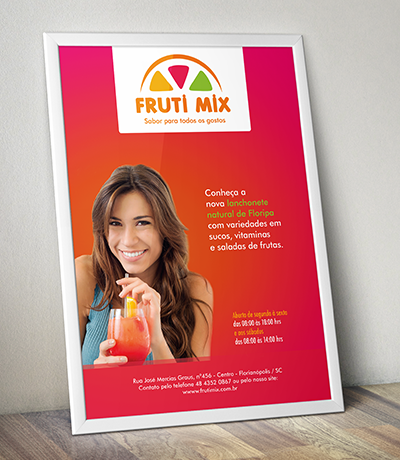 FRUTI MIX
Sabor para todos os gostos
Conheça a
nova lanchonete
natural de Floripa
com variedades em
sucos, vitaminas
e saladas de frutas.
Aberto de segunda à sexta
das 08:00 às 18:00 hrs
e aos sábados
das 08:00 às 14:00 hrs
Rua José Mercias Graus, nº456 - Centro - Florianópolis / SC
Contato pelo telefone 48 4352 0867 ou pelo nosso site:
www.frutimix.com.br